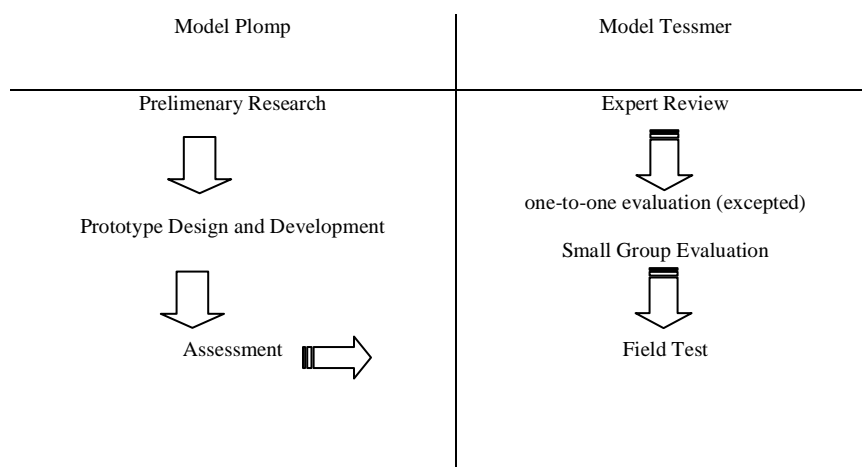 Model Plomp
Model Tessmer
Prelimenary Research
Expert Review
one-to-one evaluation (excepted)
Prototype Design and Development
Small Group Evaluation
Assessment
Field Test